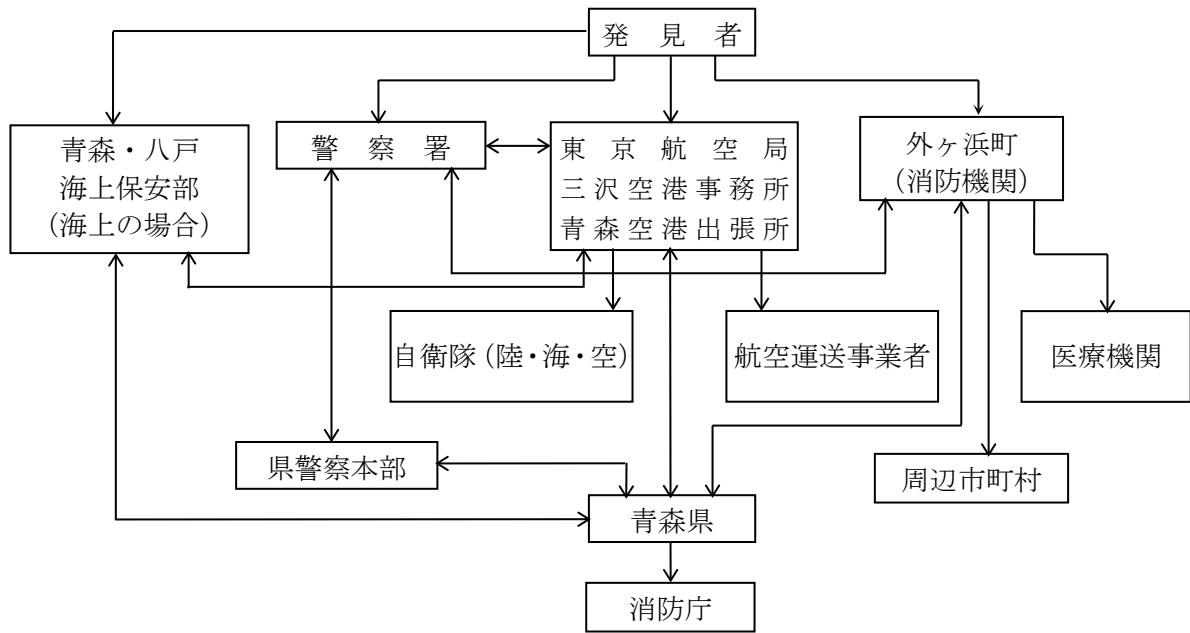 発見者
青森・八戸
海上保安部
(海上の場合)
警察署
東京航空局
三沢空港事務所
青森空港出張所
外ヶ浜町
(消防機関)
自衛隊(陸・海・空)
航空運送事業者
医療機関
県警察本部
周辺市町村
青森県
消防庁